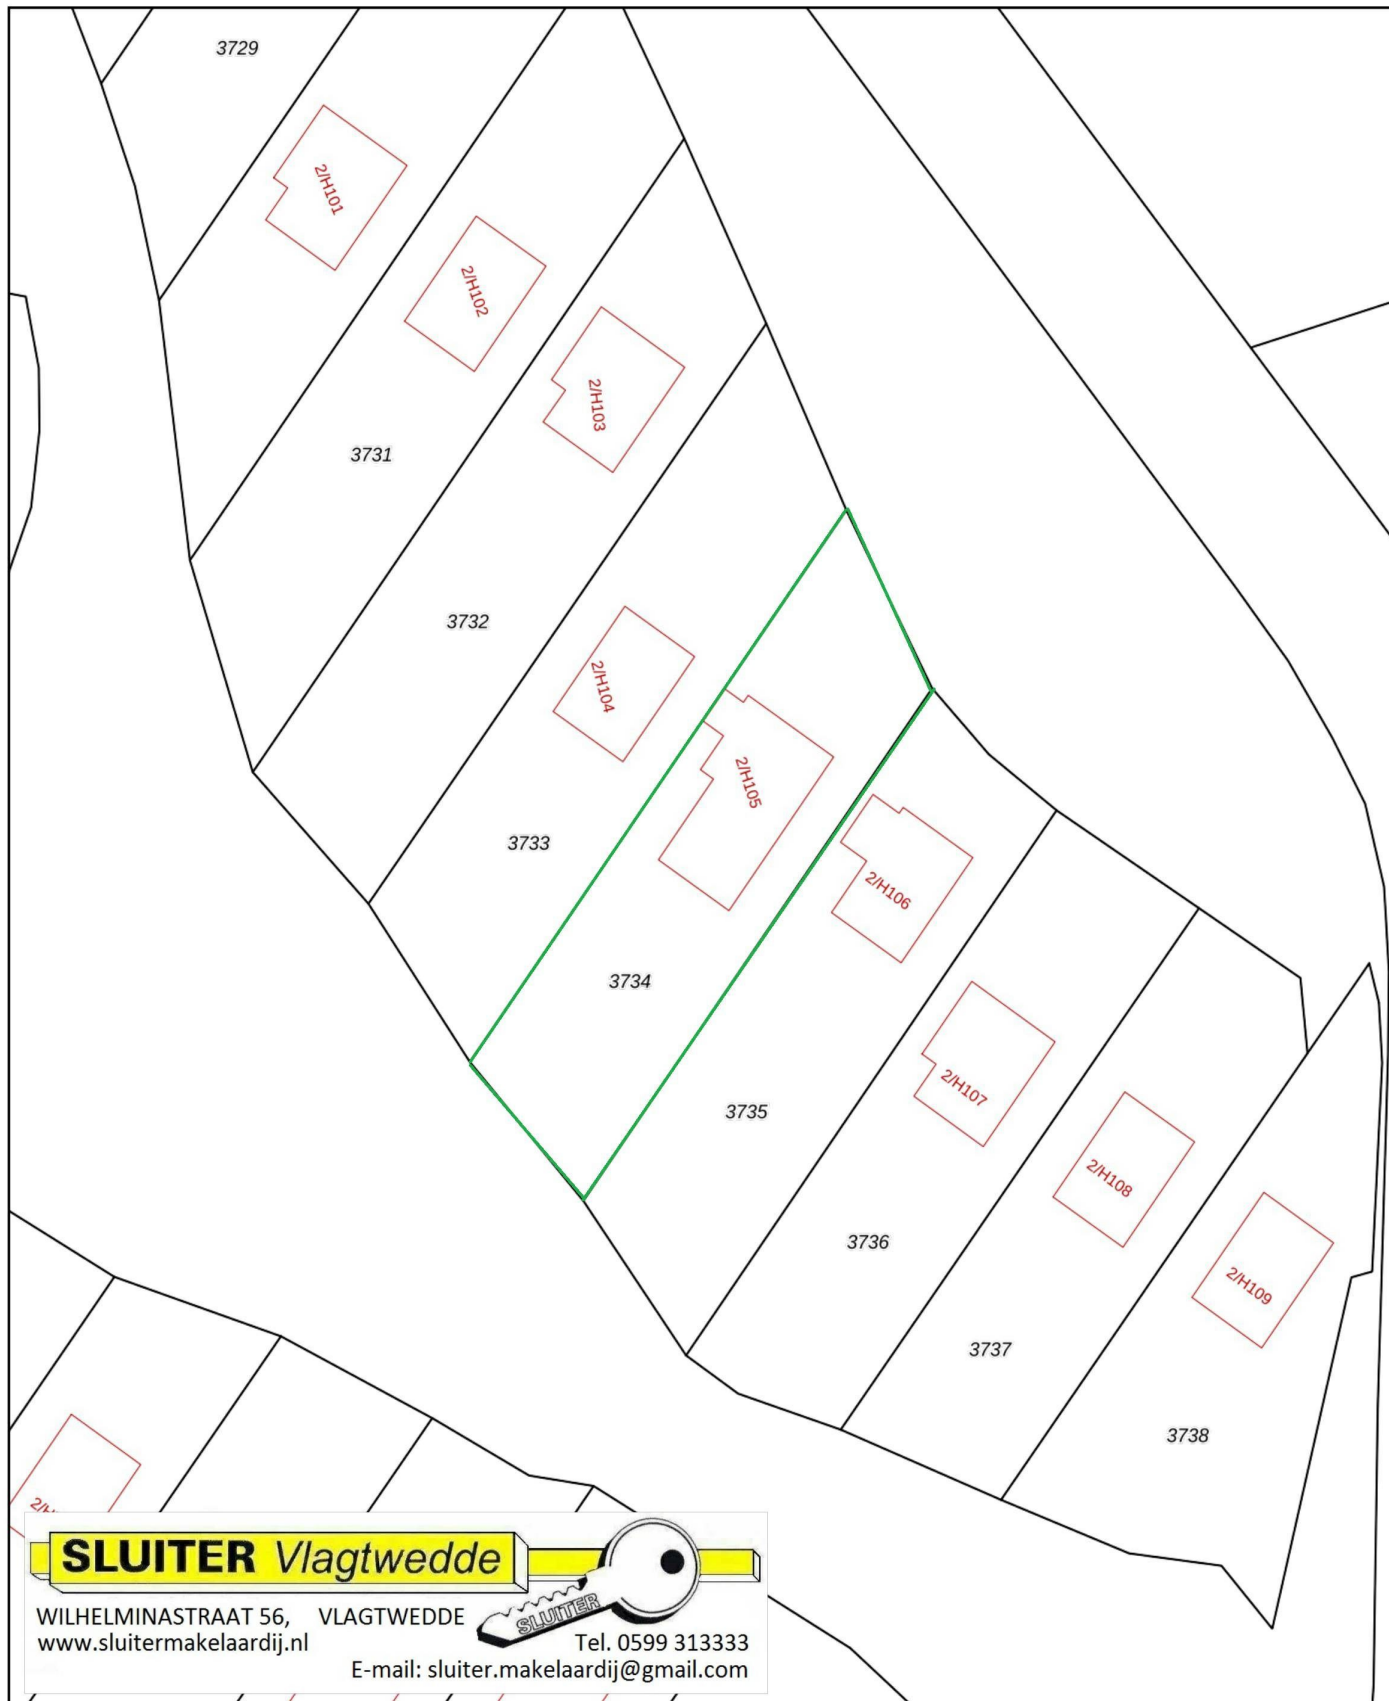 3729
2/H101
2/H102
2/H103
3731
3732
2/H104
2/H105
3733
2/H106
3734
2/H107
3735
2/H108
3736
2/H109
3737
3738
SLUITER Vlagtwedde
SLUITER
WILHELMINASTRAAT 56, VLAGTWEDDE
www.sluitermakelaardij.nl
Tel. 0599 313333
E-mail: sluiter.makelaardij@gmail.com